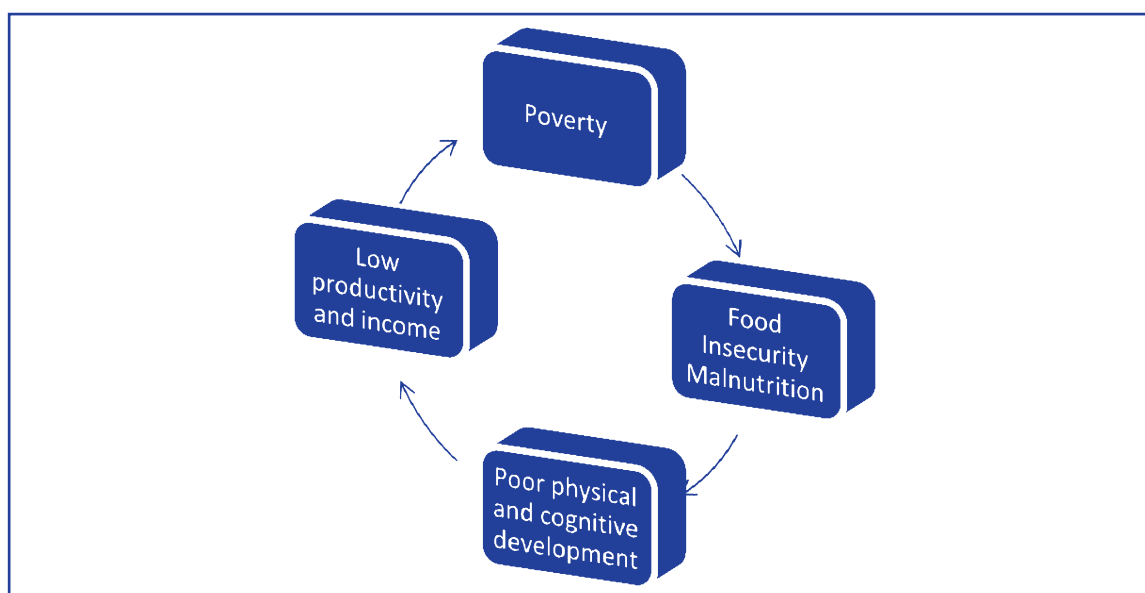 Poverty
Food
Insecurity
Malnutrition
Poor physical
and cognitive
development
Low
productivity
and income